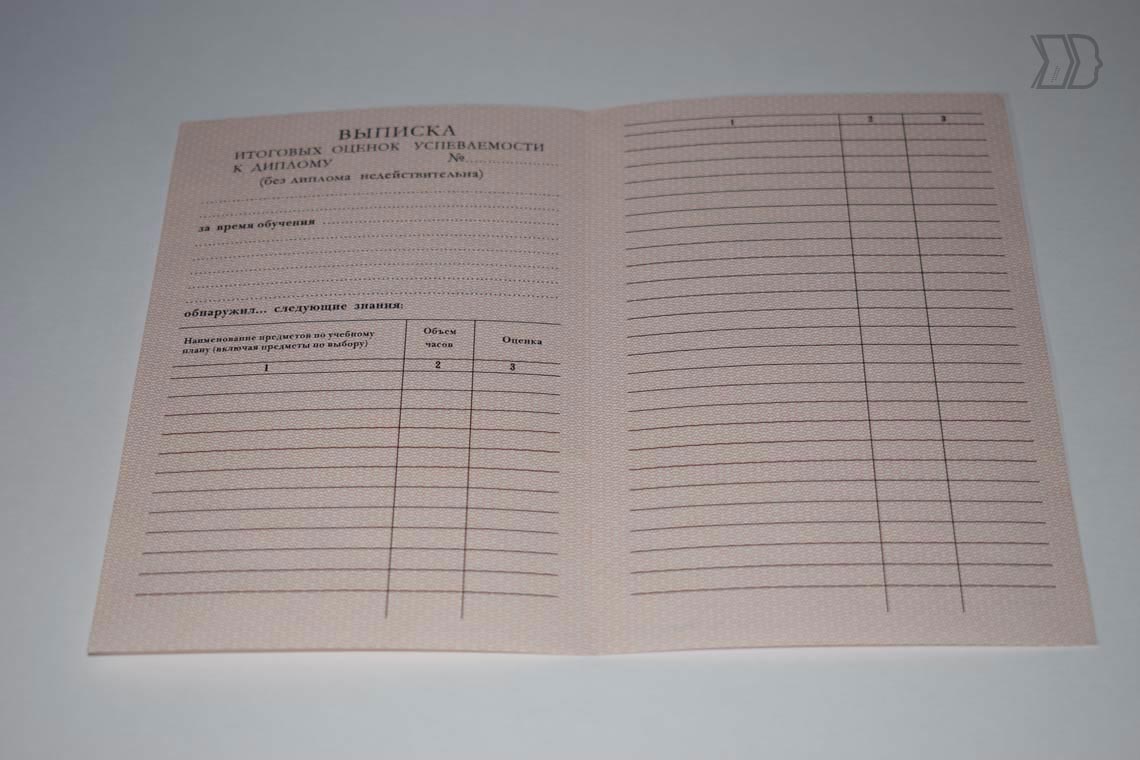 ВЫПИСКА
ИТОГОВЫХ ОЦЕНОК УСПЕВАЕМОСТИ
К ДИПЛОМУ №
(без диплома недействительна)
за время обучения
обнаружил... следующие знания:
Наименование предметов по учебному
плану (включая предметы по выбору)
Объем
часов
Оценка
1 2 3
1 2 3